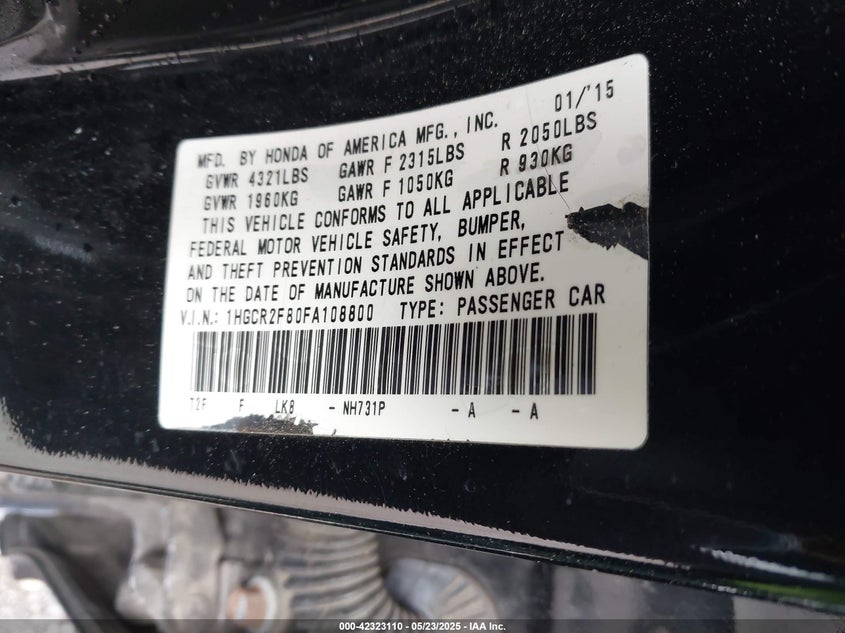 MFD. BY HONDA OF AMERICA MFG., INC. 01/'15
GVWR 4321LBS GAWR F 2315LBS R 2050LBS
GVWR 1960KG GAWR F 1050KG R 930KG
THIS VEHICLE CONFORMS TO ALL APPLICABLE
FEDERAL MOTOR VEHICLE SAFETY, BUMPER,
AND THEFT PREVENTION STANDARDS IN EFFECT
ON THE DATE OF MANUFACTURE SHOWN ABOVE.
V.I.N.: 1HGCR2F80FA108800 TYPE: PASSENGER CAR
T2F F LK8 - NH731P - A - A
000-42323110 - 05/23/2025 - IAA Inc.